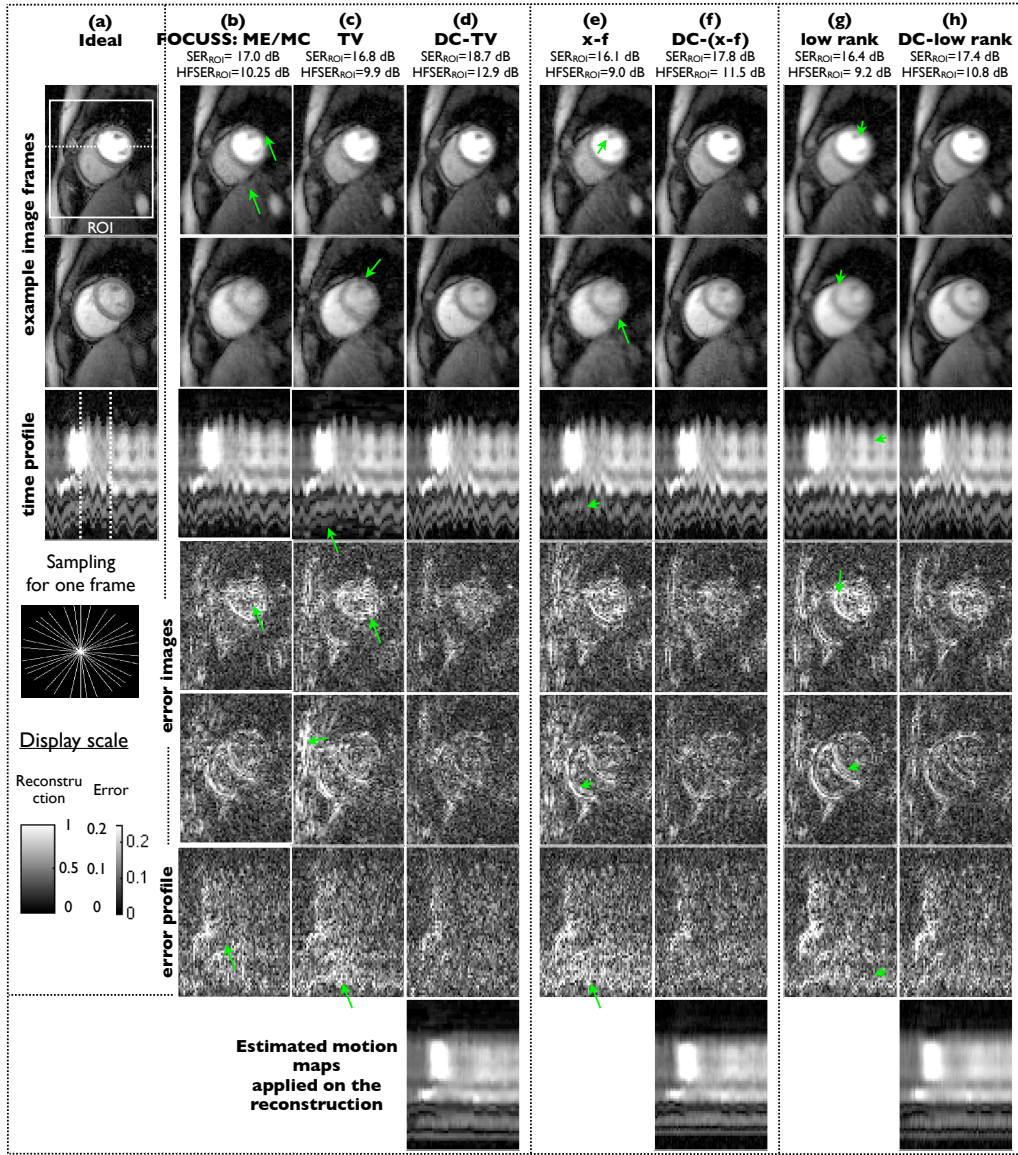 (a)
Ideal
(b)
FOCUSS: ME/MC
SERROI= 17.0 dB
HFSERROI=10.25 dB
(c)
TV
SERROI=16.8 dB
HFSERROI=9.9 dB
(d)
DC-TV
SERROI=18.7 dB
HFSERROI=12.9 dB
(e)
x-f
SERROI=16.1 dB
HFSERROI=9.0 dB
(f)
DC-(x-f)
SERROI=17.8 dB
HFSERROI= 11.5 dB
(g)
low rank
SERROI=16.4 dB
HFSERROI= 9.2 dB
(h)
DC-low rank
SERROI=17.4 dB
HFSERROI=10.8 dB
example image frames
ROI
time profile
Sampling
for one frame
error images
Display scale
Reconstru
ction
Error
1
0.5
0
0.2
0.1
0
0.2
0.1
0
error profile
Estimated motion
maps
applied on the
reconstruction